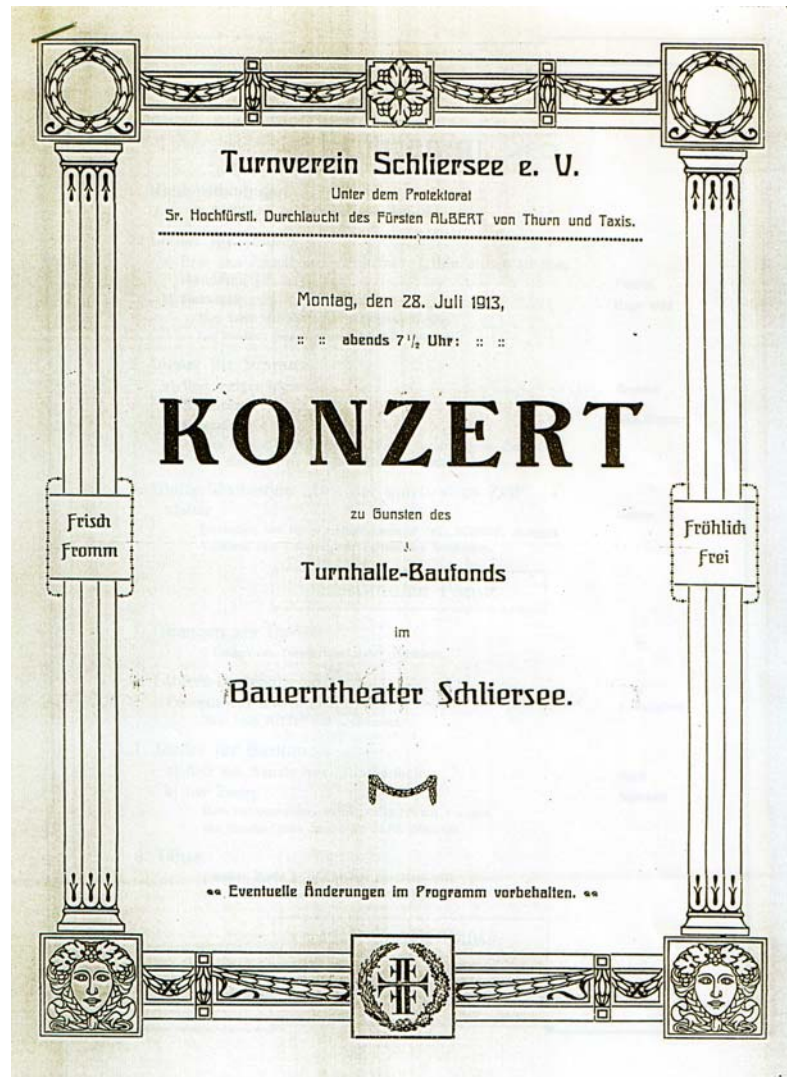 Turnverein Schliersee e. V.
Unter dem Protektorat
Sr. Hochfürstl. Durchlaucht des Fürsten ALBERT von Thurn und Taxis.
Montag, den 28. Juli 1913,
:: :: abends 7 1/2 Uhr: :: ::
KONZERT
zu Gunsten des
Turnhalle-Baufonds
im
Bauerntheater Schliersee.
Eventuelle Änderungen im Programm vorbehalten.
Frisch
Fromm
Fröhlich
Frei